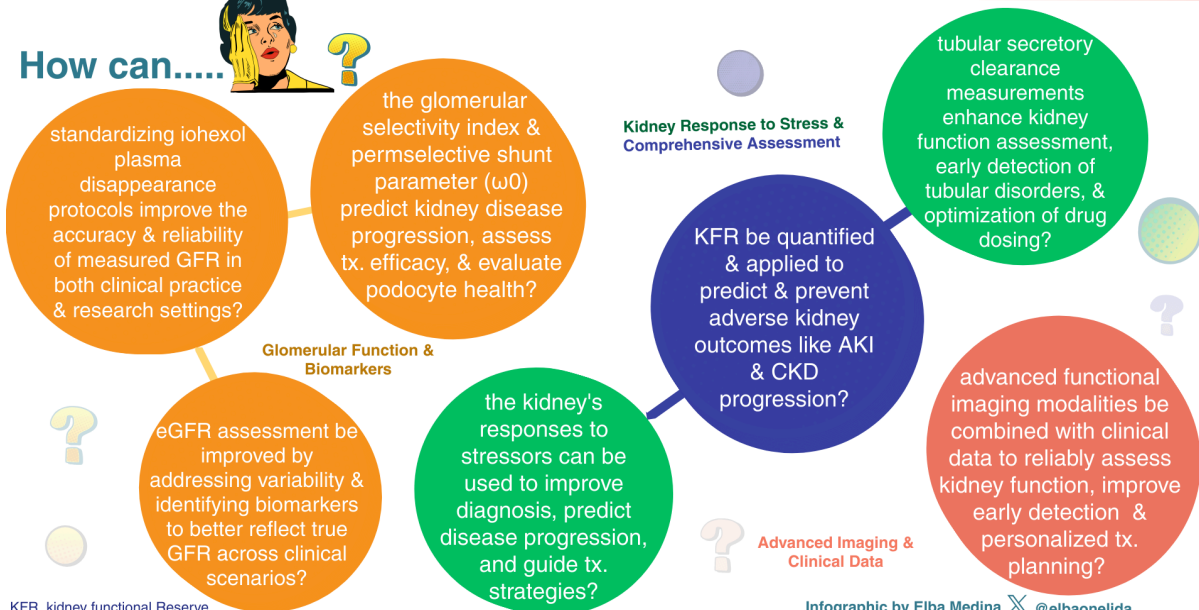 How can.....
standardizing iohexol
plasma
disappearance
protocols improve the
accuracy & reliability
of measured GFR in
both clinical practice
& research settings?
the glomerular
selectivity index &
permselective shunt
parameter (ω0)
predict kidney disease
progression, assess
tx. efficacy, & evaluate
podocyte health?
Glomerular Function &
Biomarkers
eGFR assessment be
improved by
addressing variability &
identifying biomarkers
to better reflect true
GFR across clinical
scenarios?
Kidney Response to Stress &
Comprehensive Assessment
tubular secretory
clearance
measurements
enhance kidney
function assessment,
early detection of
tubular disorders, &
optimization of drug
dosing?
KFR be quantified
& applied to
predict & prevent
adverse kidney
outcomes like AKI
& CKD
progression?
the kidney's
responses to
stressors can be
used to improve
diagnosis, predict
disease progression,
and guide tx.
strategies?
advanced functional
imaging modalities be
combined with clinical
data to reliably assess
kidney function, improve
early detection &
personalized tx.
planning?
Advanced Imaging &
Clinical Data
KFR, kidney functional Reserve
Infographic by Elba Medina X @elbaonelida